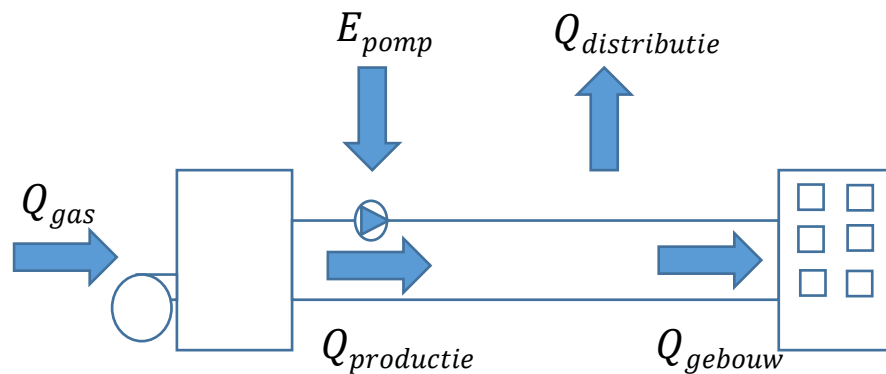 E_pomp
Q_distributie
Q_gas
Q_productie
Q_gebouw